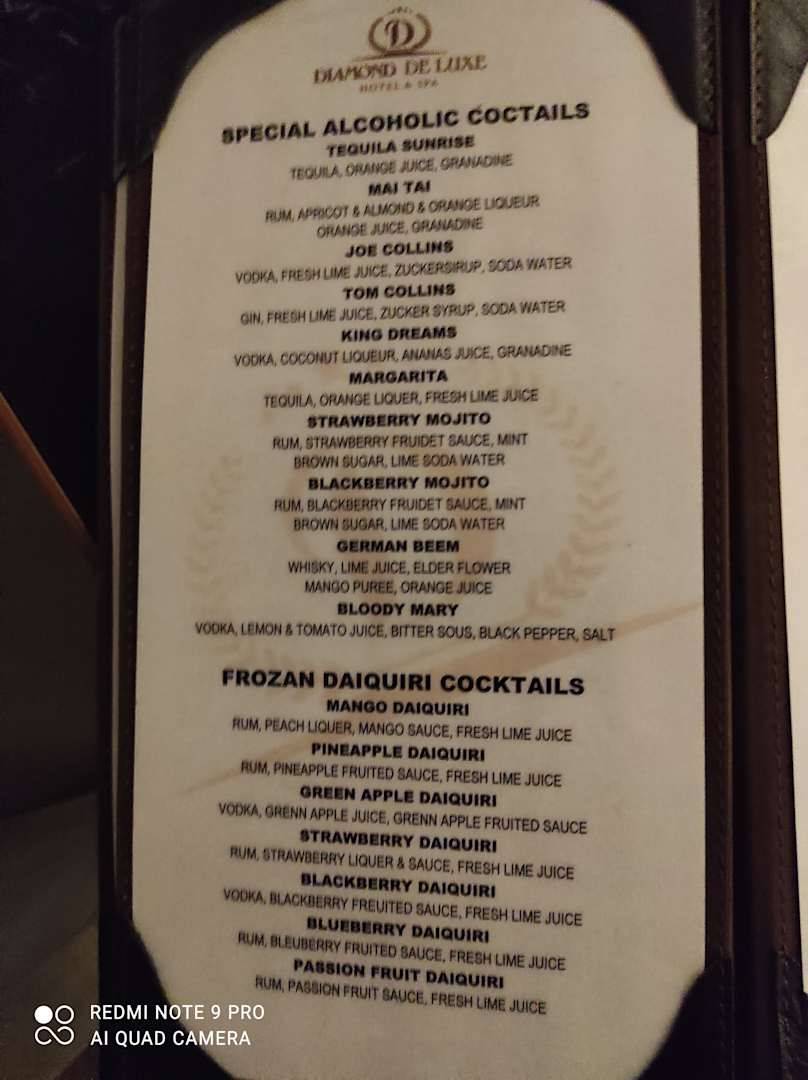 D
DIAMOND DE LUXE
HOTEL & SPA
SPECIAL ALCOHOLIC COCTAILS
TEQUILA SUNRISE
TEQUILA, ORANGE JUICE, GRANADINE
MAI TAI
RUM, APRICOT & ALMOND & ORANGE LIQUEUR
ORANGE JUICE, GRANADINE
JOE COLLINS
VODKA, FRESH LIME JUICE, ZUCKERSIRUP, SODA WATER
TOM COLLINS
GIN, FRESH LIME JUICE, ZUCKER SYRUP, SODA WATER
KING DREAMS
VODKA, COCONUT LIQUEUR, ANANAS JUICE, GRANADINE
MARGARITA
TEQUILA, ORANGE LIQUER, FRESH LIME JUICE
STRAWBERRY MOJITO
RUM, STRAWBERRY FRUIDET SAUCE, MINT
BROWN SUGAR, LIME SODA WATER
BLACKBERRY MOJITO
RUM, BLACKBERRY FRUIDET SAUCE, MINT
BROWN SUGAR, LIME SODA WATER
GERMAN BEEM
WHISKY, LIME JUICE, ELDER FLOWER
MANGO PUREE, ORANGE JUICE
BLOODY MARY
VODKA, LEMON & TOMATO JUICE, BITTER SOUS, BLACK PEPPER, SALT
FROZAN DAIQUIRI COCKTAILS
MANGO DAIQUIRI
RUM, PEACH LIQUER, MANGO SAUCE, FRESH LIME JUICE
PINEAPPLE DAIQUIRI
RUM, PINEAPPLE FRUITED SAUCE, FRESH LIME JUICE
GREEN APPLE DAIQUIRI
VODKA, GRENN APPLE JUICE, GRENN APPLE FRUITED SAUCE
STRAWBERRY DAIQUIRI
RUM, STRAWBERRY LIQUER & SAUCE, FRESH LIME JUICE
BLACKBERRY DAIQUIRI
VODKA, BLACKBERRY FREUITED SAUCE, FRESH LIME JUICE
BLUEBERRY DAIQUIRI
RUM, BLEUBERRY FRUITED SAUCE, FRESH LIME JUICE
PASSION FRUIT DAIQUIRI
RUM, PASSION FRUIT SAUCE, FRESH LIME JUICE
REDMI NOTE 9 PRO
AI QUAD CAMERA